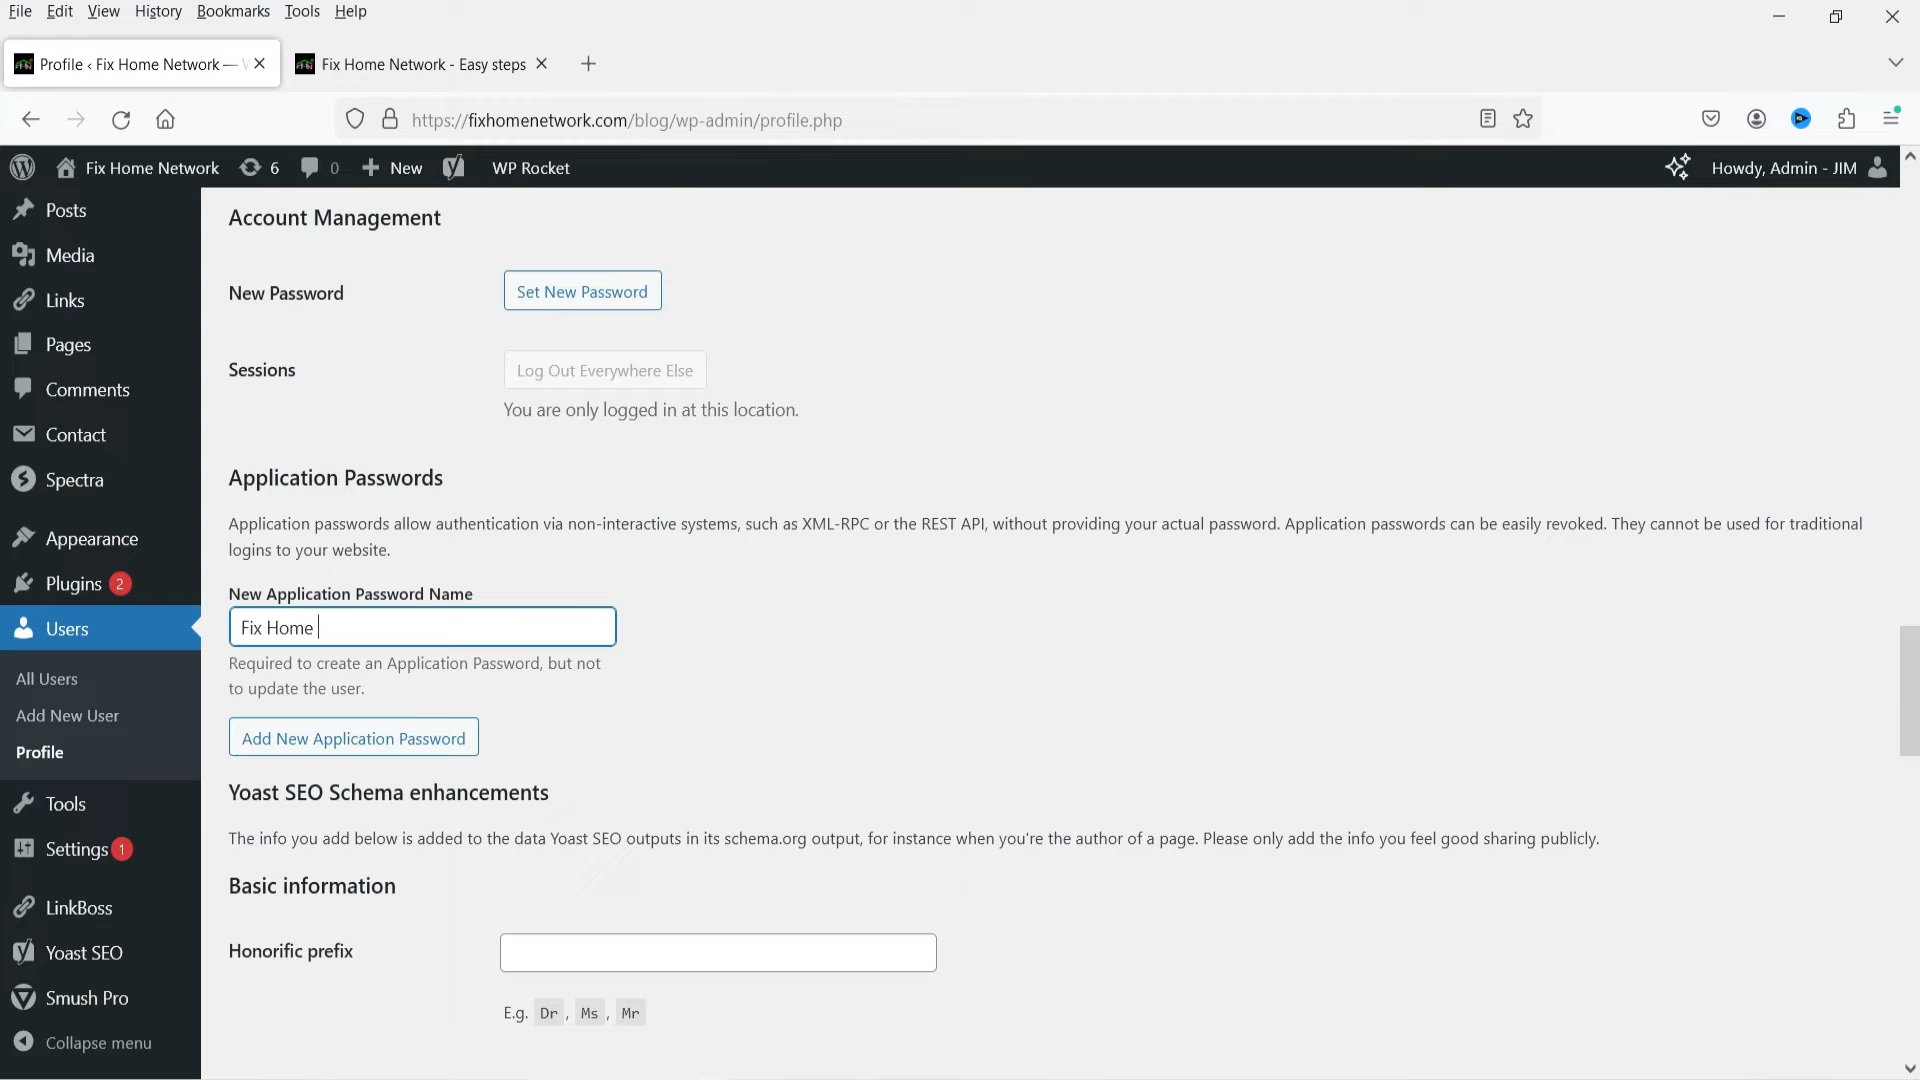 File Edit View History Bookmarks Tools Help
Profile ‹ Fix Home Network —
Fix Home Network - Easy steps
https://fixhomenetwork.com/blog/wp-admin/profile.php
Fix Home Network 6 0 New WP Rocket
Howdy, Admin - JIM
Posts
Media
Links
Pages
Comments
Contact
Spectra
Appearance
Plugins 2
Users
All Users
Add New User
Profile
Tools
Settings 1
LinkBoss
Yoast SEO
Smush Pro
Collapse menu
Account Management
New Password
Set New Password
Sessions
Log Out Everywhere Else
You are only logged in at this location.
Application Passwords
Application passwords allow authentication via non-interactive systems, such as XML-RPC or the REST API, without providing your actual password. Application passwords can be easily revoked. They cannot be used for traditional
logins to your website.
New Application Password Name
Fix Home
Required to create an Application Password, but not
to update the user.
Add New Application Password
Yoast SEO Schema enhancements
The info you add below is added to the data Yoast SEO outputs in its schema.org output, for instance when you're the author of a page. Please only add the info you feel good sharing publicly.
Basic information
Honorific prefix
E.g. Dr, Ms, Mr